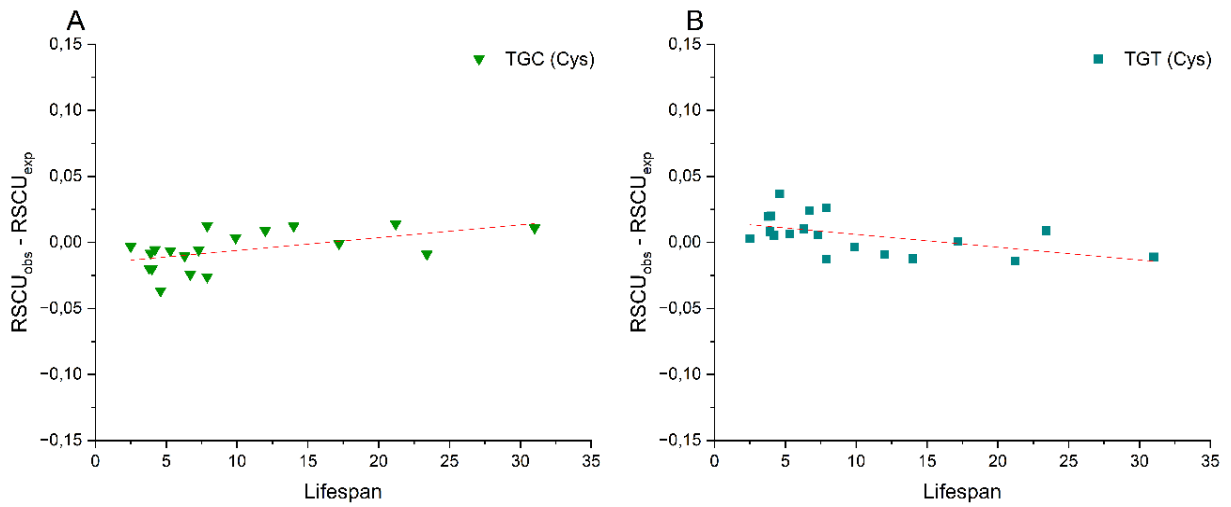 A
0,15
0,10
0,05
0,00
−0,05
−0,10
−0,15
RSCUobs - RSCUexp
TGC (Cys)
0 5 10 15 20 25 30 35
Lifespan
B
0,15
0,10
0,05
0,00
−0,05
−0,10
−0,15
RSCUobs - RSCUexp
TGT (Cys)
0 5 10 15 20 25 30 35
Lifespan